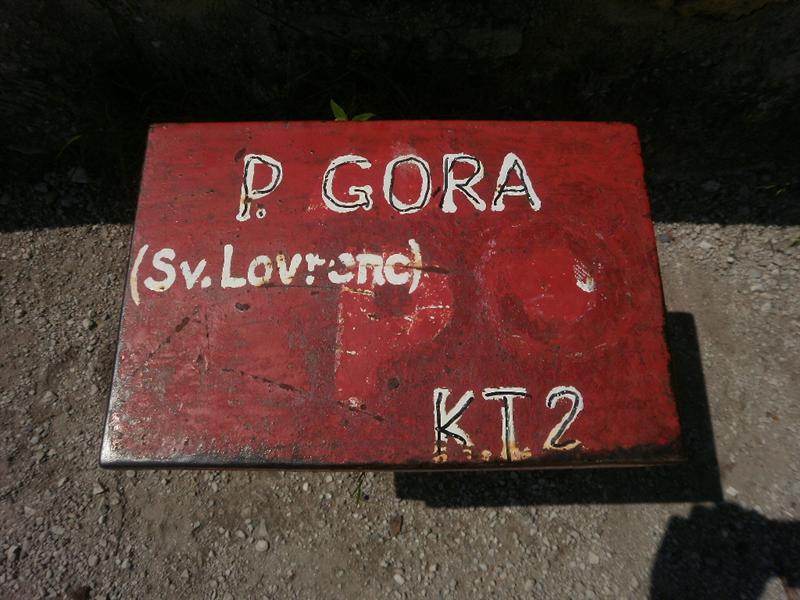 P. GORA
(Sv. Lovrenc)
KT2